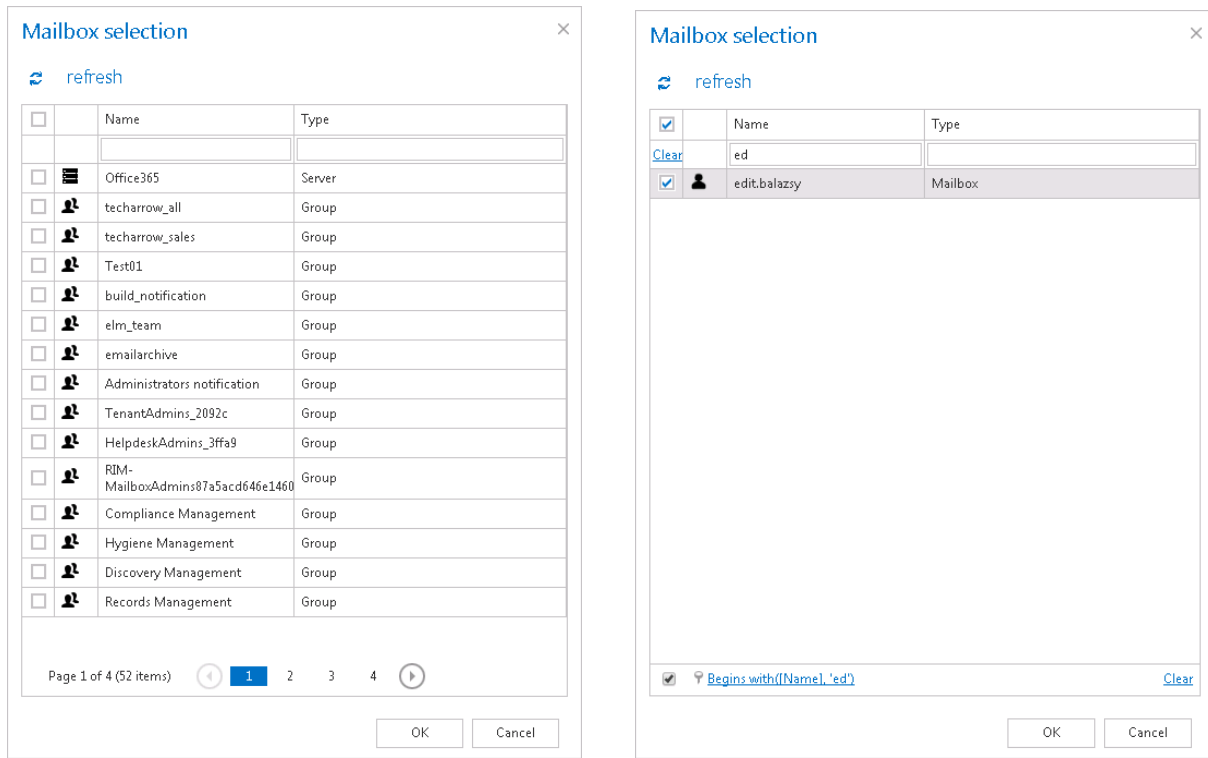 Mailbox selection
refresh
Name Type
Office365 Server
techarrow_all Group
techarrow_sales Group
Test01 Group
build_notification Group
elm_team Group
emailarchive Group
Administrators notification Group
TenantAdmins_2092c Group
HelpdeskAdmins_3ffa9 Group
RIM-
MailboxAdmins87a5acd646e1460 Group
Compliance Management Group
Hygiene Management Group
Discovery Management Group
Records Management Group
Page 1 of 4 (52 items) 1 2 3 4
OK Cancel
Mailbox selection
refresh
Name Type
Clear ed
edit.balazsy Mailbox
Begins with([Name], 'ed') Clear
OK Cancel